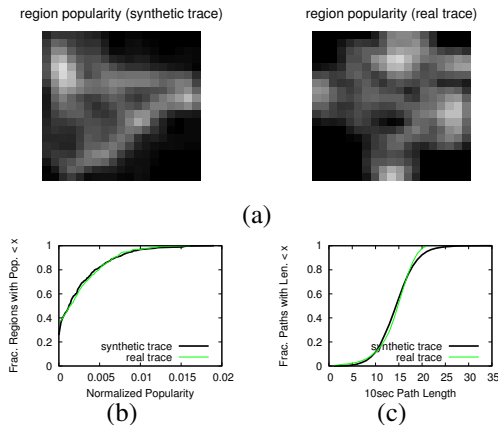 region popularity (synthetic trace)
region popularity (real trace)
(a)
Frac. Regions with Pop. < x
1
0.8
0.6
0.4
0.2
0
0 0.005 0.01 0.015 0.02
synthetic trace
real trace
Normalized Popularity
(b)
Frac. Paths with Len. < x
1
0.8
0.6
0.4
0.2
0
0 5 10 15 20 25 30 35
synthetic trace
real trace
10sec Path Length
(c)